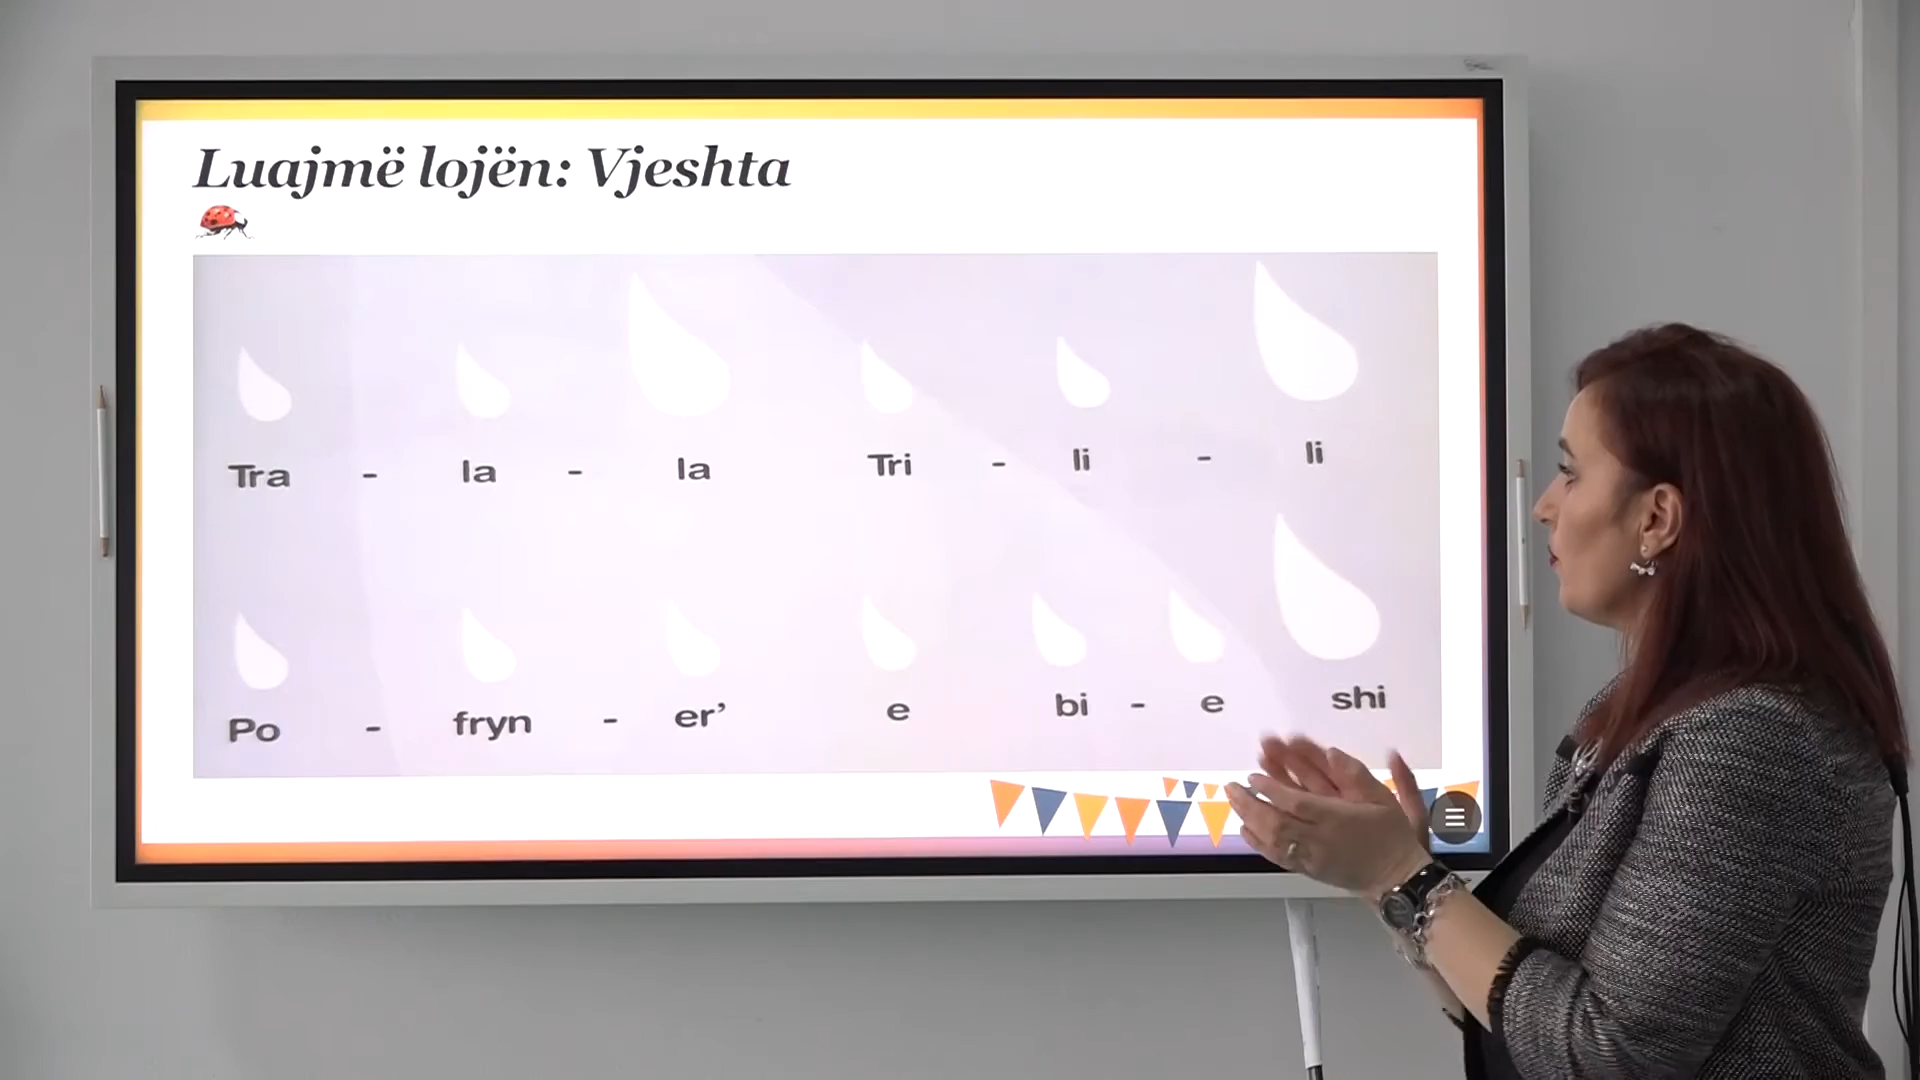 Luajmë lojën: Vjeshta
Tra - la - la Tri - li - li
Po - fryn - er’ e bi - e shi